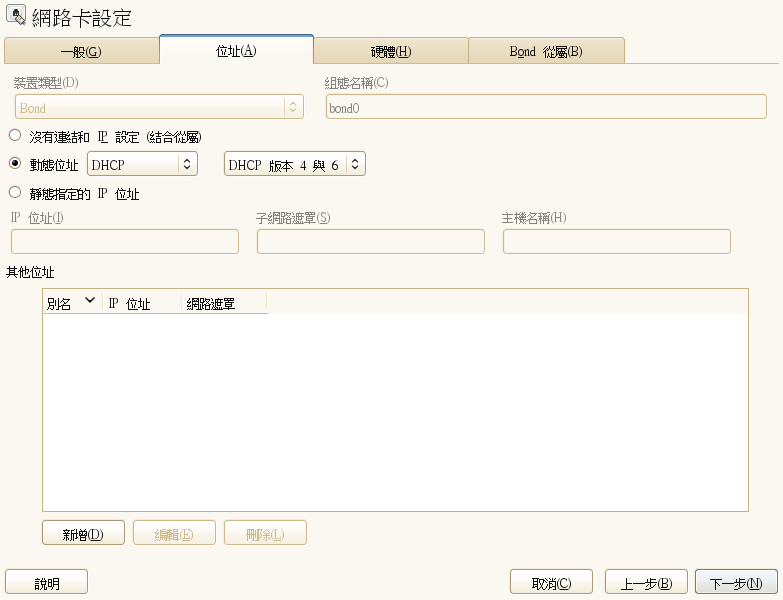 網路卡設定
一般(G) 位址(A) 硬體(H) Bond 從屬(B)
裝置類型(D) 組態名稱(C)
Bond bond0
沒有連結和 IP 設定 (結合從屬)
動態位址 DHCP DHCP 版本 4 與 6
靜態指定的 IP 位址
IP 位址(I) 子網路遮罩(S) 主機名稱(H)
其他位址
別名 IP 位址 網路遮罩
新增(D) 編輯(E) 刪除(L)
說明 取消(C) 上一步(B) 下一步(N)